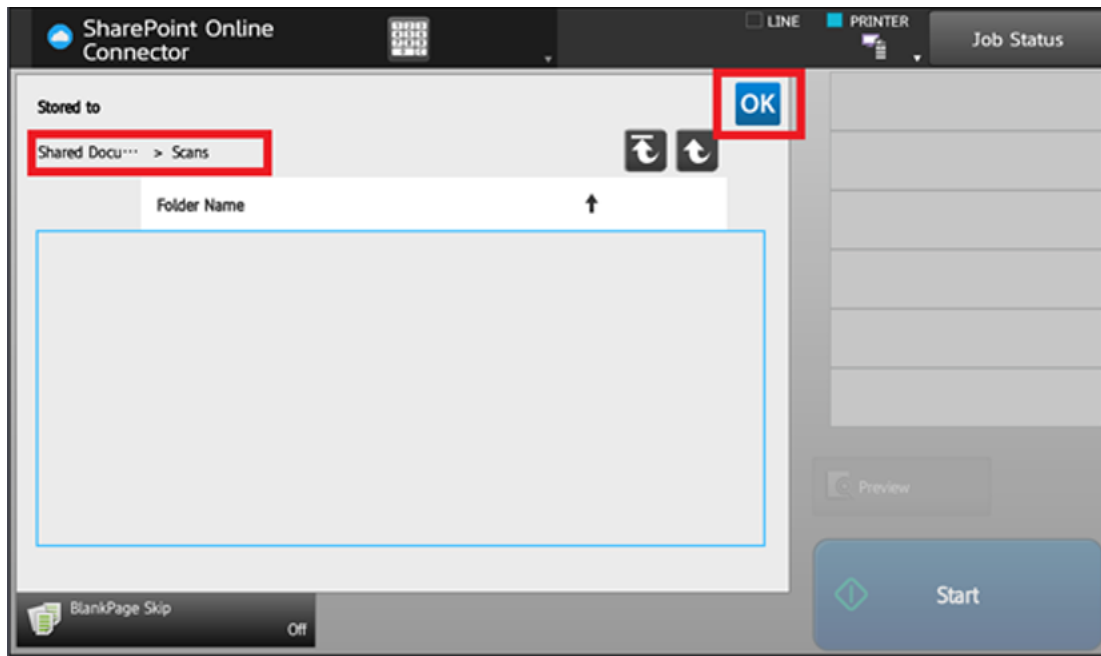 SharePoint Online
Connector
LINE
PRINTER
Job Status
Stored to
OK
Shared Docu··· > Scans
Folder Name
Preview
BlankPage Skip
Off
Start